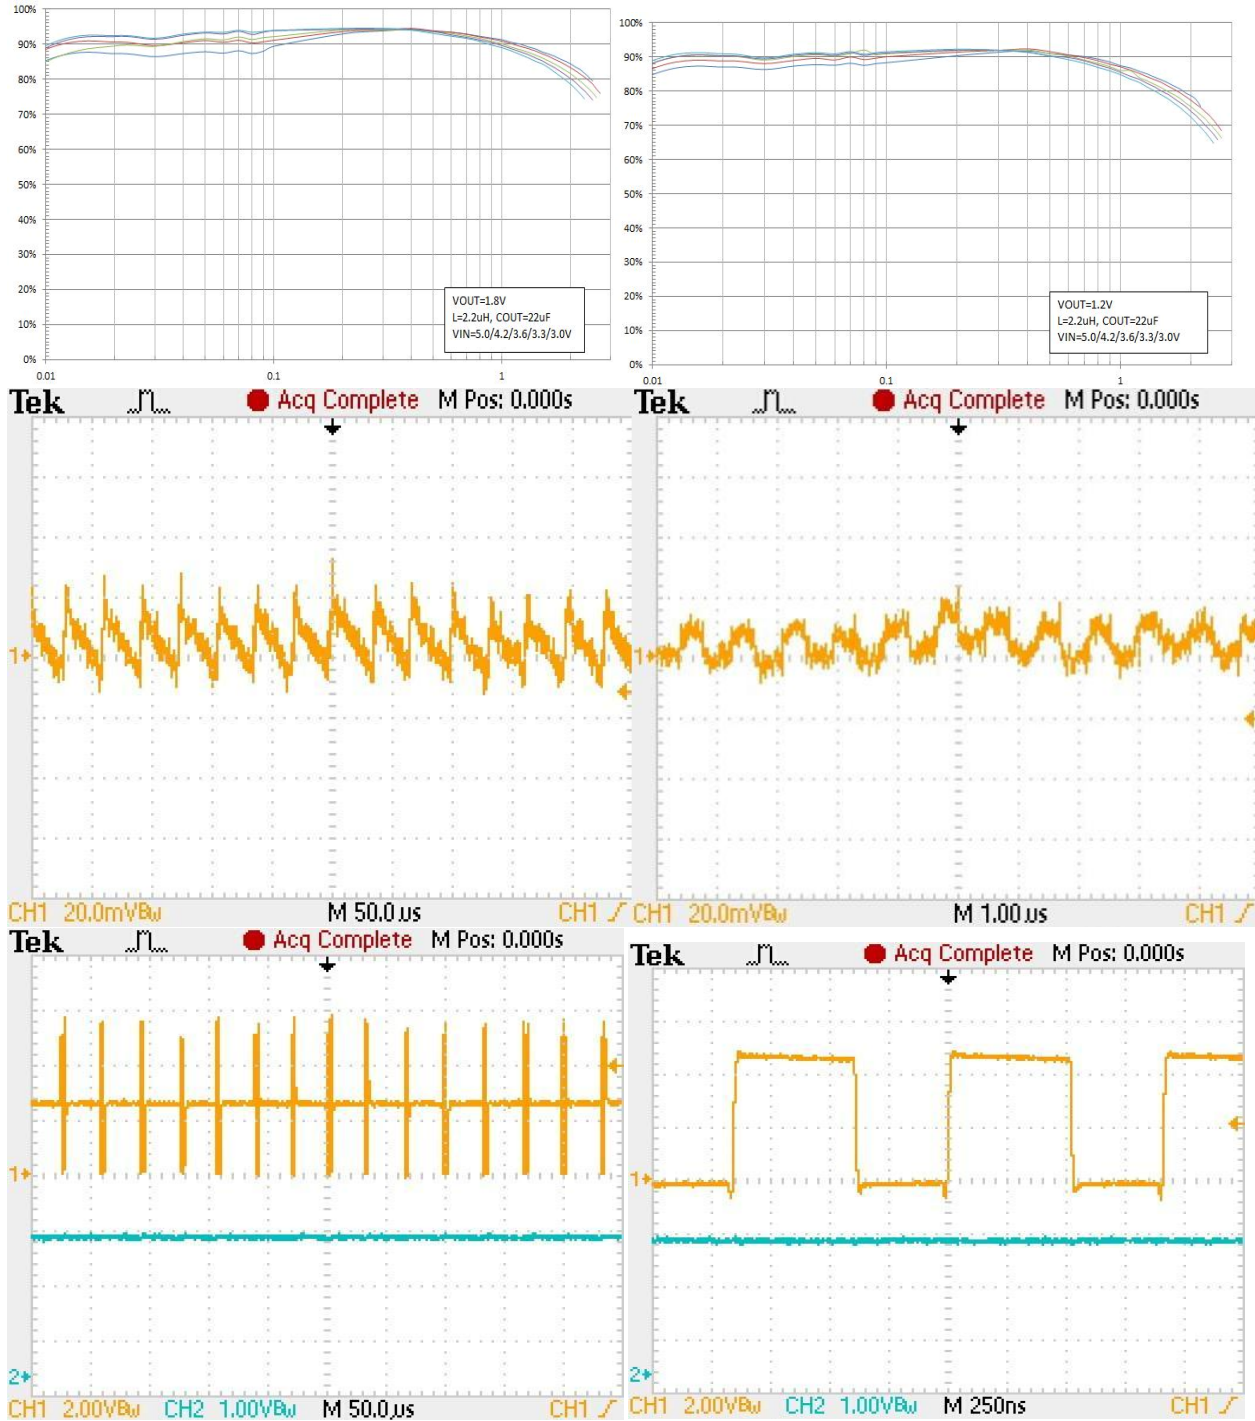 100%
90%
80%
70%
60%
50%
40%
30%
20%
10%
0%
0.01
0.1
1
VOUT=1.8V
L=2.2uH, COUT=22uF
VIN=5.0/4.2/3.6/3.3/3.0V
100%
90%
80%
70%
60%
50%
40%
30%
20%
10%
0%
0.01
0.1
1
VOUT=1.2V
L=2.2uH, COUT=22uF
VIN=5.0/4.2/3.6/3.3/3.0V
Tek Acq Complete M Pos: 0.000s
1
CH1 20.0mVBw M 50.0µs CH1
Tek Acq Complete M Pos: 0.000s
1
CH1 20.0mVBw M 1.00µs CH1
Tek Acq Complete M Pos: 0.000s
1
2
CH1 2.00VBw CH2 1.00VBw M 50.0µs CH1
Tek Acq Complete M Pos: 0.000s
1
2
CH1 2.00VBw CH2 1.00VBw M 250ns CH1